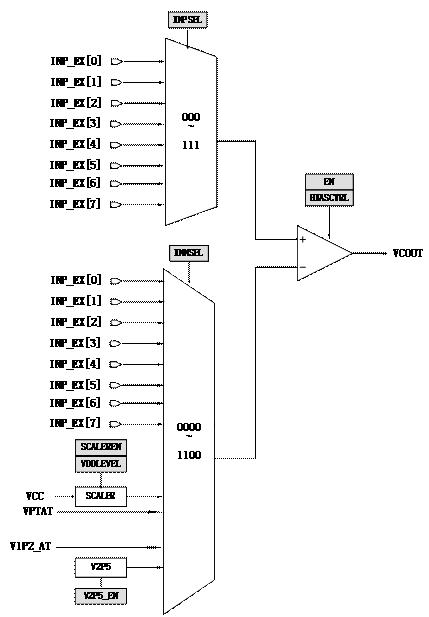 INPSEL
INP_EX[0]
INP_EX[1]
INP_EX[2]
INP_EX[3]
INP_EX[4]
INP_EX[5]
INP_EX[6]
INP_EX[7]
000
~
111
EN
+
-
VCOUT
INMSEL
INP_EX[0]
INP_EX[1]
INP_EX[2]
INP_EX[3]
INP_EX[4]
INP_EX[5]
INP_EX[6]
INP_EX[7]
0000
~
1100
SCALEREN
VDDLEVEL
VCC
SCALER
VPTAT
V1P2_AT
V2P5
V2P5_EN